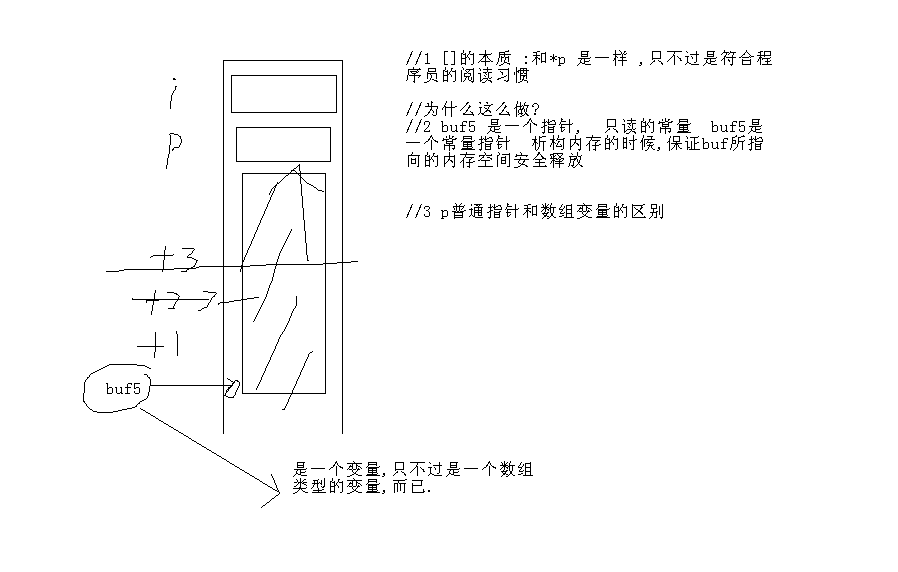 //1 []的本质 :和*p 是一样 ,只不过是符合程
序员的阅读习惯
//为什么这么做?
//2 buf5 是一个指针, 只读的常量 buf5是
一个常量指针 析构内存的时候,保证buf所指
向的内存空间安全释放
//3 p普通指针和数组变量的区别
i
p
+3
+1
buf5
是一个变量,只不过是一个数组
类型的变量,而已.